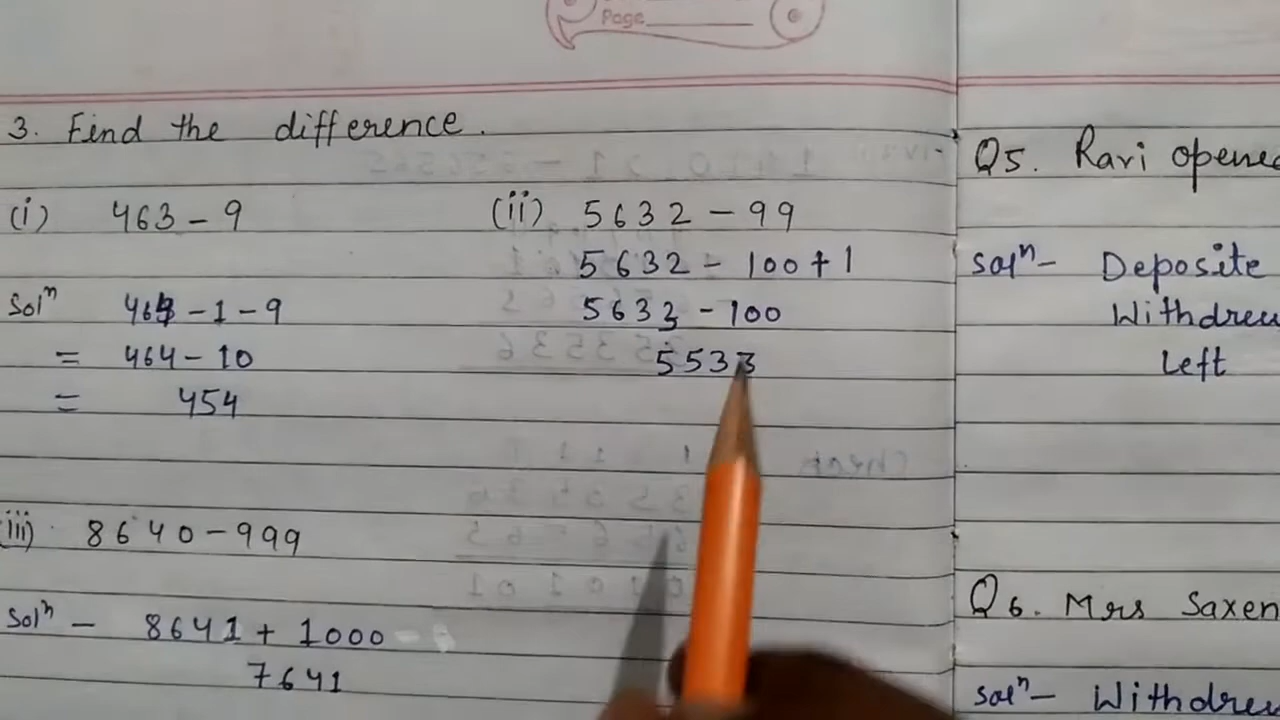 Page
3. Find the difference.
(i) 463 - 9
Soln 464 - 1 - 9
= 464 - 10
= 454
(ii) 5632 - 99
5632 - 100 + 1
5633 - 100
5533
(iii) 8640 - 999
Soln - 8641 + 1000
7641
Q5. Ravi opened
Soln - Deposite
Withdrew
Left
Q6. Mrs Saxen
Soln - Withdrew